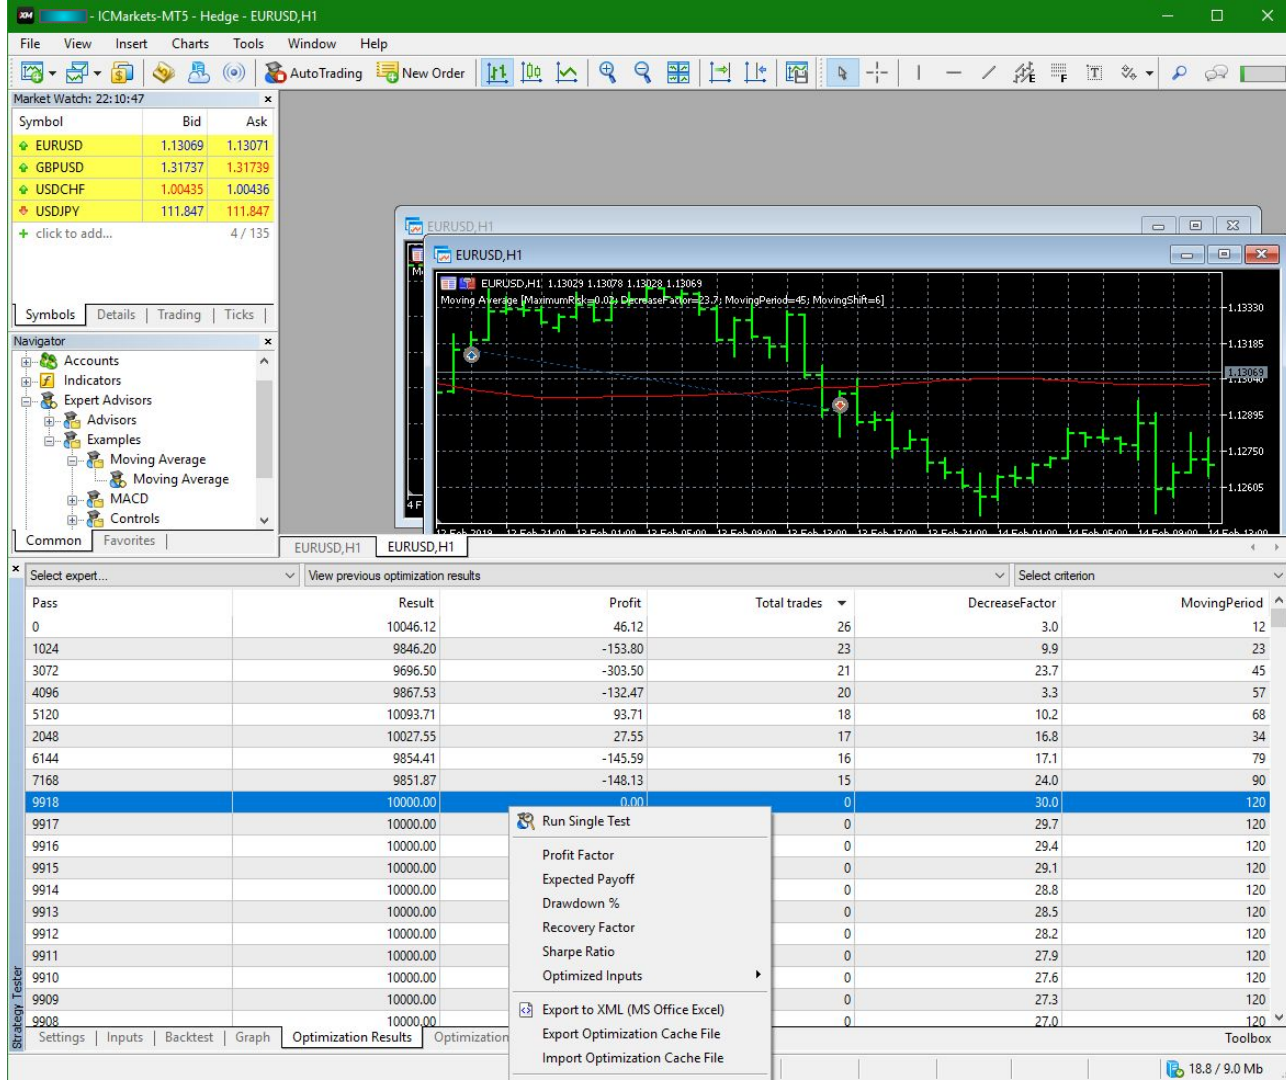 - ICMarkets-MT5 - Hedge - EURUSD,H1
File View Insert Charts Tools Window Help
AutoTrading New Order
Market Watch: 22:10:47
Symbol Bid Ask
EURUSD 1.13069 1.13071
GBPUSD 1.31737 1.31739
USDCHF 1.00435 1.00436
USDJPY 111.847 111.847
click to add... 4 / 135
Symbols Details Trading Ticks
Navigator
Accounts
Indicators
Expert Advisors
Advisors
Examples
Moving Average
Moving Average
MACD
Controls
Common Favorites
EURUSD,H1
EURUSD,H1
EURUSD,H1 1.13029 1.13078 1.13028 1.13069
Moving Average [MaximumRisk=0.02; DecreaseFactor=23.7; MovingPeriod=45; MovingShift=6]
1.13330
1.13185
1.13069
1.13040
1.12895
1.12750
1.12605
EURUSD,H1 EURUSD,H1
Select expert... View previous optimization results Select criterion
Pass Result Profit Total trades DecreaseFactor MovingPeriod
0 10046.12 46.12 26 3.0 12
1024 9846.20 -153.80 23 9.9 23
3072 9696.50 -303.50 21 23.7 45
4096 9867.53 -132.47 20 3.3 57
5120 10093.71 93.71 18 10.2 68
2048 10027.55 27.55 17 16.8 34
6144 9854.41 -145.59 16 17.1 79
7168 9851.87 -148.13 15 24.0 90
9918 10000.00 0.00 0 30.0 120
9917 10000.00 0 29.7 120
9916 10000.00 0 29.4 120
9915 10000.00 0 29.1 120
9914 10000.00 0 28.8 120
9913 10000.00 0 28.5 120
9912 10000.00 0 28.2 120
9911 10000.00 0 27.9 120
9910 10000.00 0 27.6 120
9909 10000.00 0 27.3 120
9908 10000.00 0 27.0 120
Run Single Test
Profit Factor
Expected Payoff
Drawdown %
Recovery Factor
Sharpe Ratio
Optimized Inputs
Export to XML (MS Office Excel)
Export Optimization Cache File
Import Optimization Cache File
Strategy Tester
Settings Inputs Backtest Graph Optimization Results Optimization
Toolbox
18.8 / 9.0 Mb